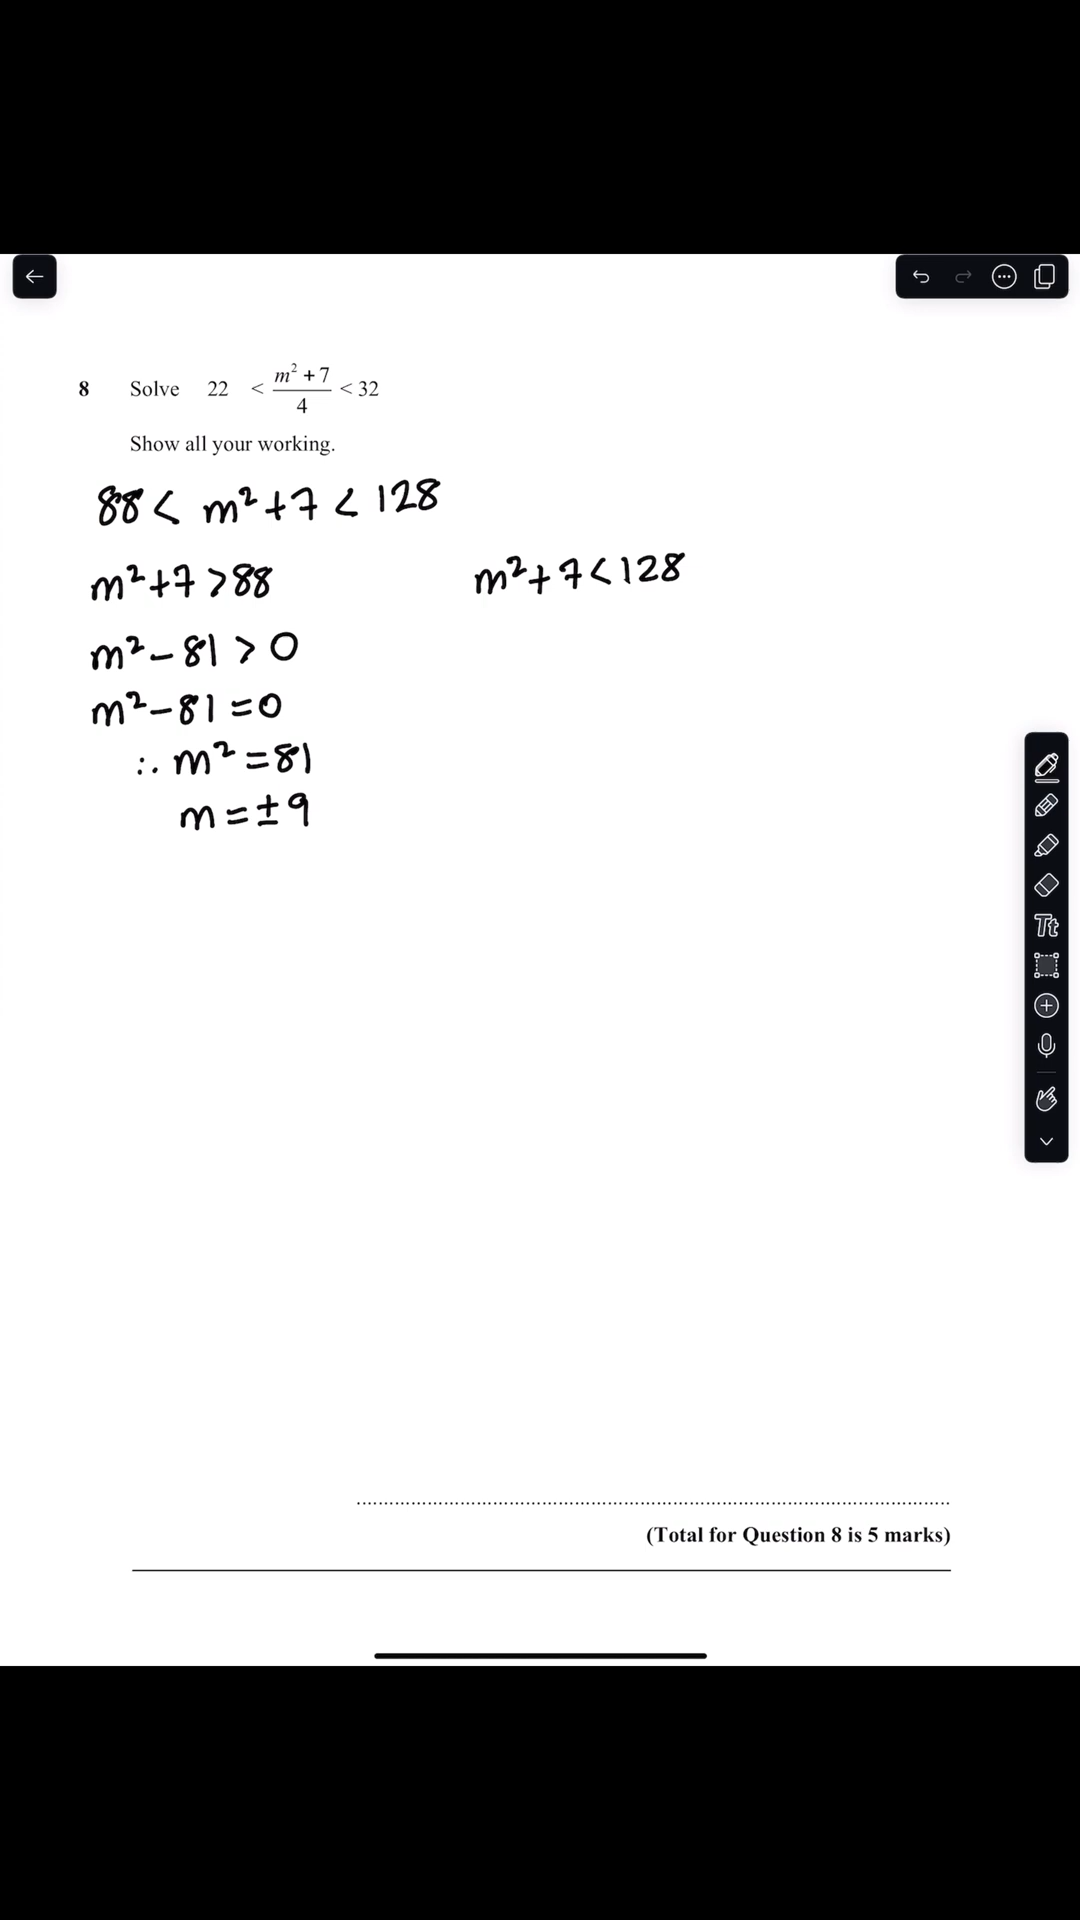 8 Solve 22 < (m² + 7)/4 < 32
Show all your working.
88 < m² + 7 < 128
m² + 7 > 88
m² + 7 < 128
m² − 81 > 0
m² − 81 = 0
∴ m² = 81
m = ± 9
Tt
(Total for Question 8 is 5 marks)